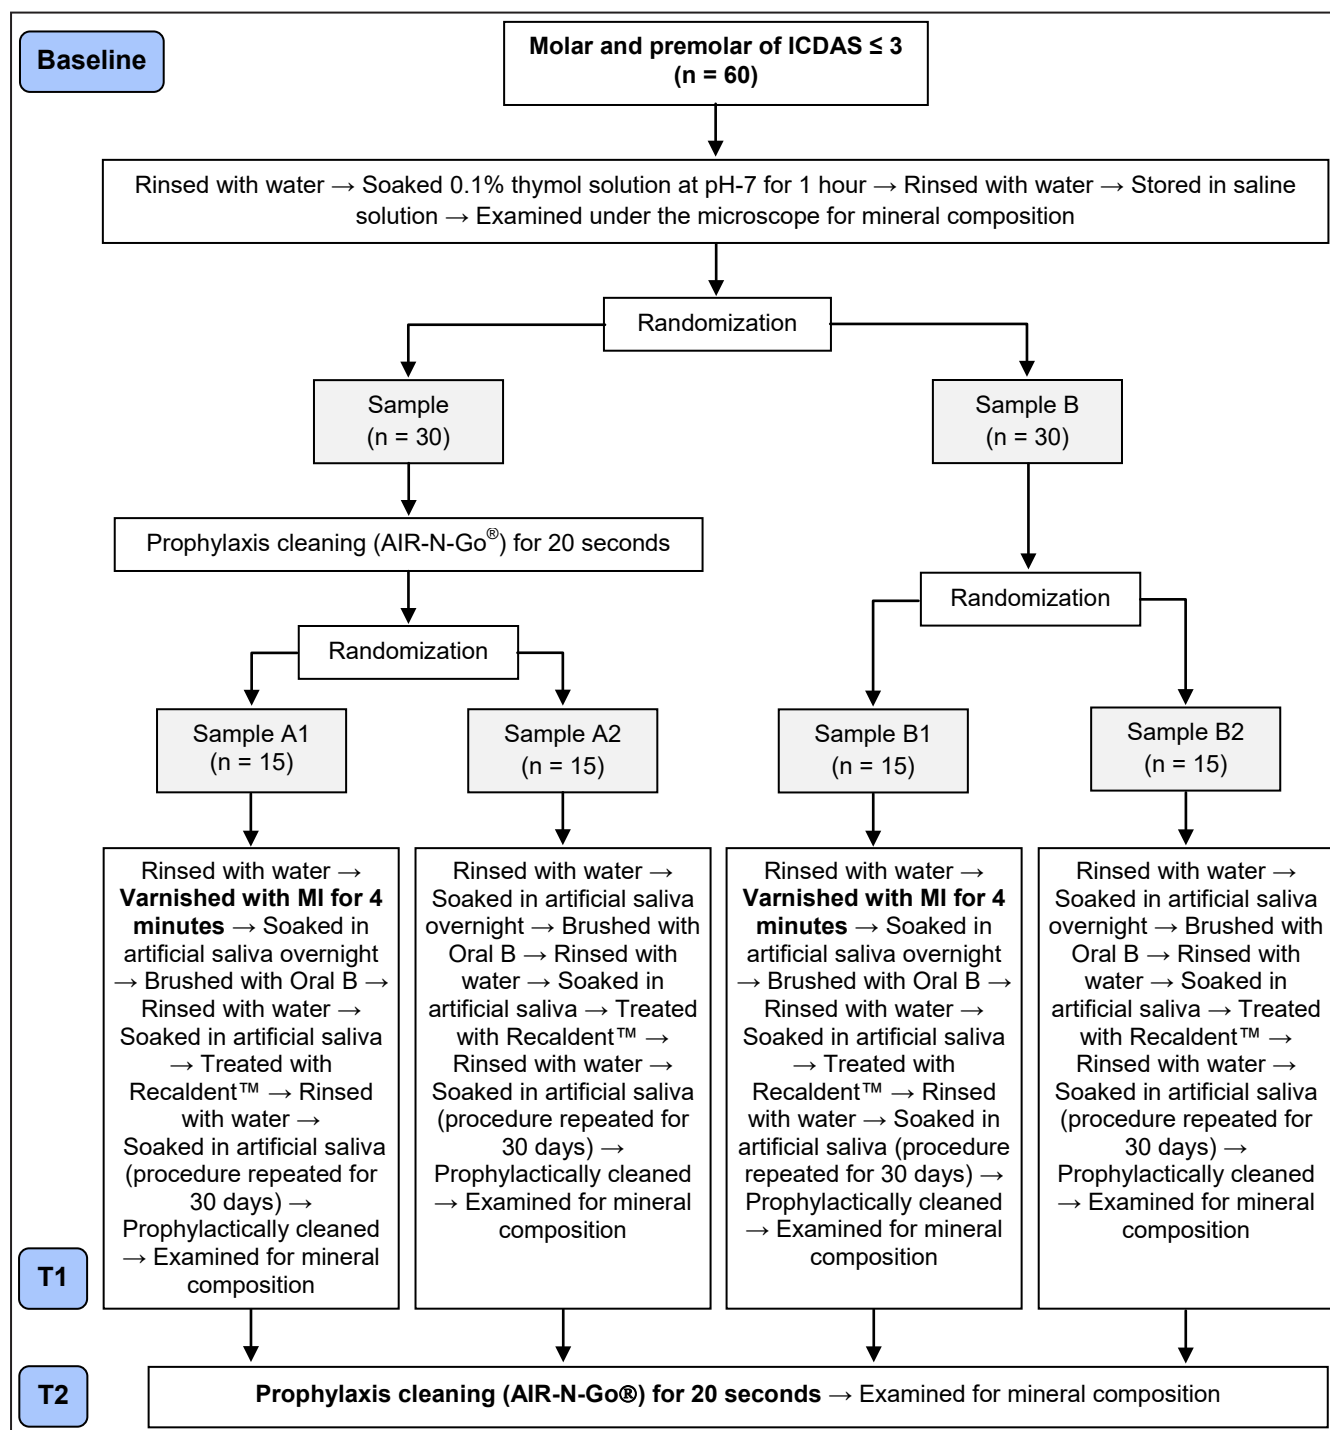 Baseline
Molar and premolar of ICDAS ≤ 3
(n = 60)
Rinsed with water → Soaked 0.1% thymol solution at pH-7 for 1 hour → Rinsed with water → Stored in saline
solution → Examined under the microscope for mineral composition
Randomization
Sample
(n = 30)
Sample B
(n = 30)
Prophylaxis cleaning (AIR-N-Go®) for 20 seconds
Randomization
Randomization
Sample A1
(n = 15)
Sample A2
(n = 15)
Sample B1
(n = 15)
Sample B2
(n = 15)
Rinsed with water →
Varnished with MI for 4
minutes → Soaked in
artificial saliva overnight
→ Brushed with Oral B →
Rinsed with water →
Soaked in artificial saliva
→ Treated with
Recaldent™ → Rinsed
with water →
Soaked in artificial saliva
(procedure repeated for
30 days) →
Prophylactically cleaned
→ Examined for mineral
composition
Rinsed with water →
Soaked in artificial saliva
overnight → Brushed with
Oral B → Rinsed with
water → Soaked in
artificial saliva → Treated
with Recaldent™ →
Rinsed with water →
Soaked in artificial saliva
(procedure repeated for
30 days) →
Prophylactically cleaned
→ Examined for mineral
composition
Rinsed with water →
Varnished with MI for 4
minutes → Soaked in
artificial saliva overnight
→ Brushed with Oral B →
Rinsed with water →
Soaked in artificial saliva
→ Treated with
Recaldent™ → Rinsed
with water → Soaked in
artificial saliva (procedure
repeated for 30 days) →
Prophylactically cleaned
→ Examined for mineral
composition
Rinsed with water →
Soaked in artificial saliva
overnight → Brushed with
Oral B → Rinsed with
water → Soaked in
artificial saliva → Treated
with Recaldent™ →
Rinsed with water →
Soaked in artificial saliva
(procedure repeated for
30 days) →
Prophylactically cleaned
→ Examined for mineral
composition
T1
T2
Prophylaxis cleaning (AIR-N-Go®) for 20 seconds → Examined for mineral composition